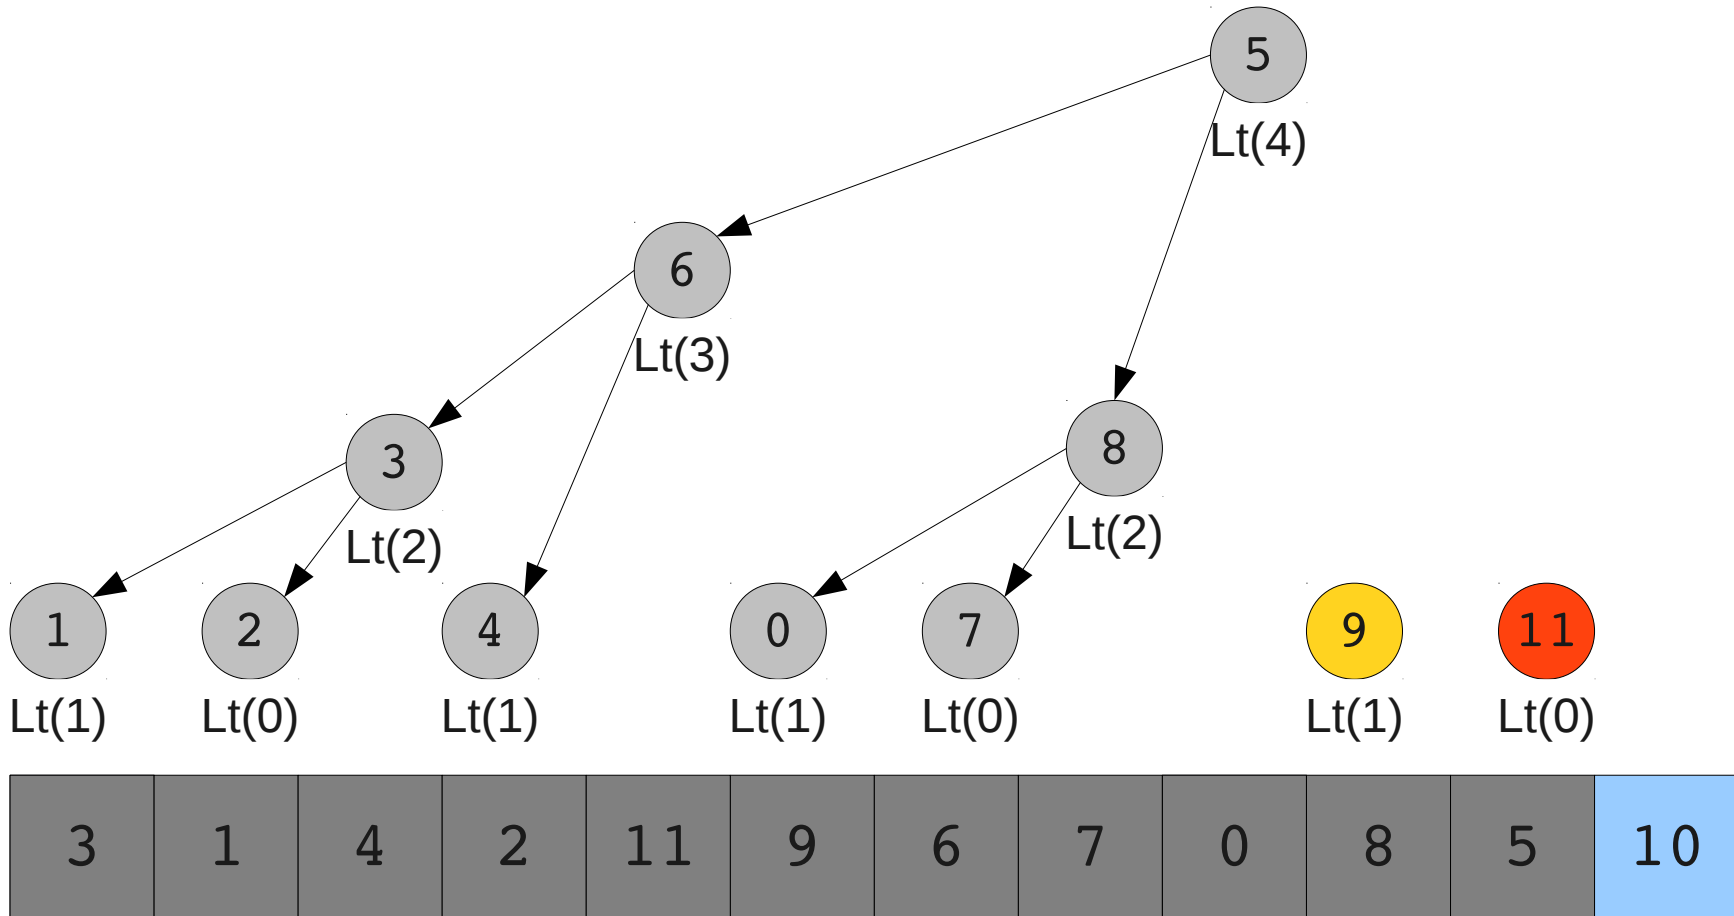 5
Lt(4)
6
Lt(3)
3
8
Lt(2)
Lt(2)
1 2 4 0 7 9 11
Lt(1) Lt(0) Lt(1) Lt(1) Lt(0) Lt(1) Lt(0)
3 1 4 2 11 9 6 7 0 8 5 10